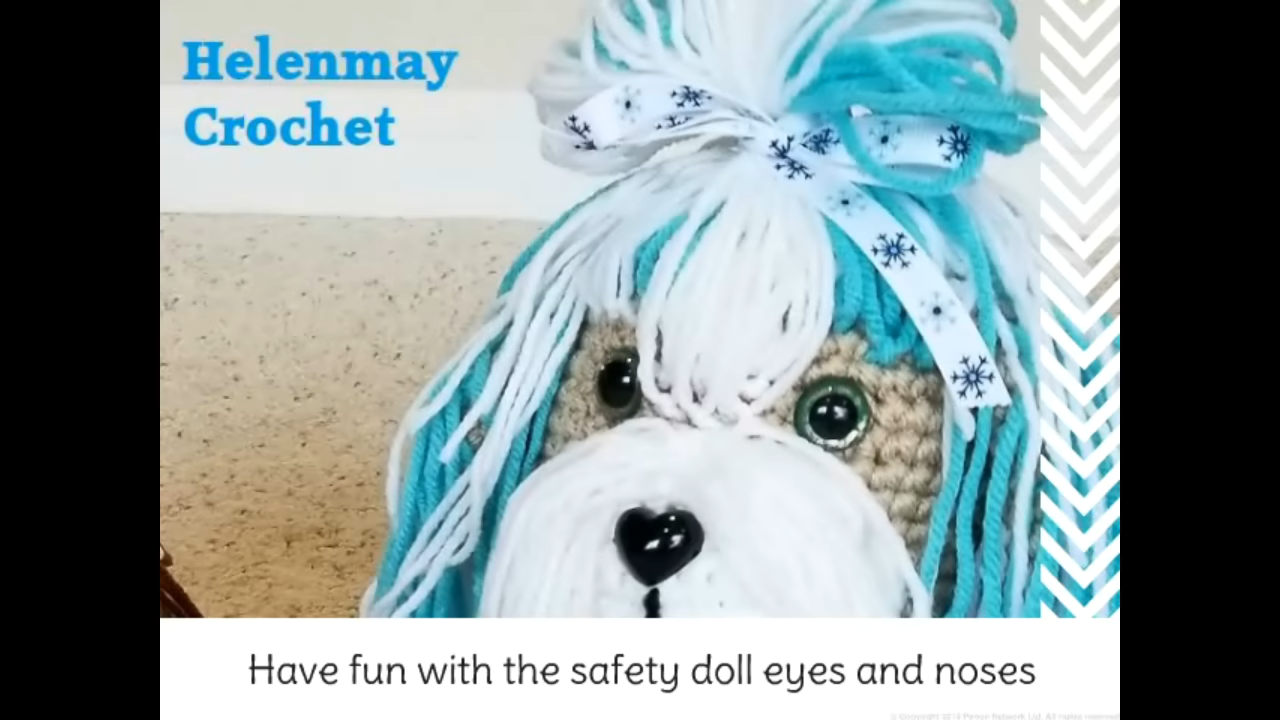 Helenmay
Crochet
Have fun with the safety doll eyes and noses